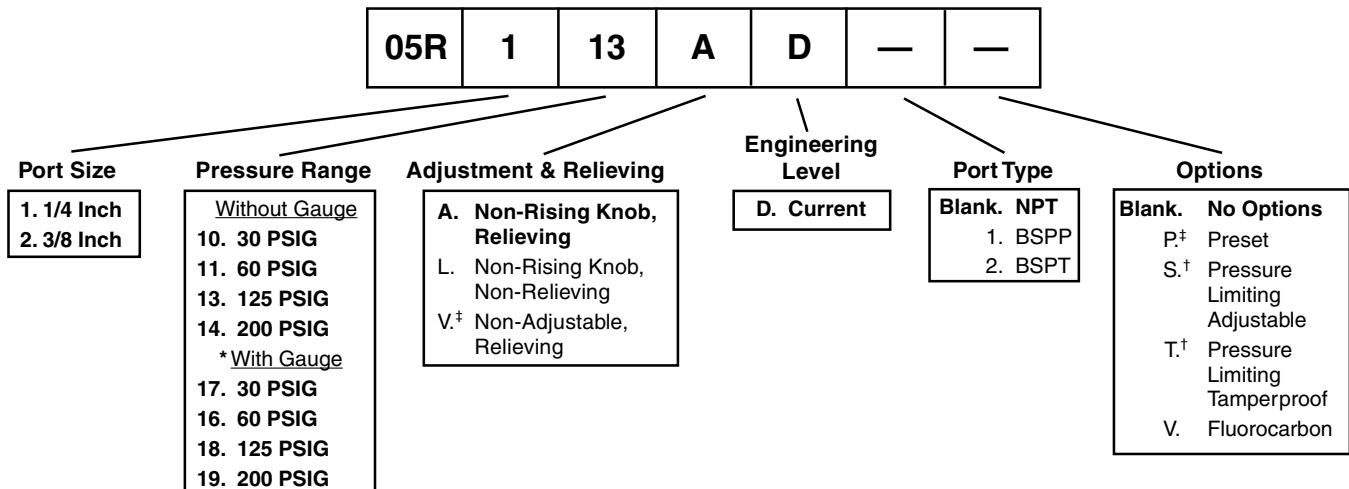 05R 1 13 A D — —
Port Size
1. 1/4 Inch
2. 3/8 Inch
Pressure Range
Without Gauge
10. 30 PSIG
11. 60 PSIG
13. 125 PSIG
14. 200 PSIG
* With Gauge
17. 30 PSIG
16. 60 PSIG
18. 125 PSIG
19. 200 PSIG
Adjustment & Relieving
A. Non-Rising Knob,
Relieving
L. Non-Rising Knob,
Non-Relieving
V.‡ Non-Adjustable,
Relieving
Engineering
Level
D. Current
Port Type
Blank. NPT
1. BSPP
2. BSPT
Options
Blank. No Options
P.‡ Preset
S.† Pressure
Limiting
Adjustable
T.† Pressure
Limiting
Tamperproof
V. Fluorocarbon